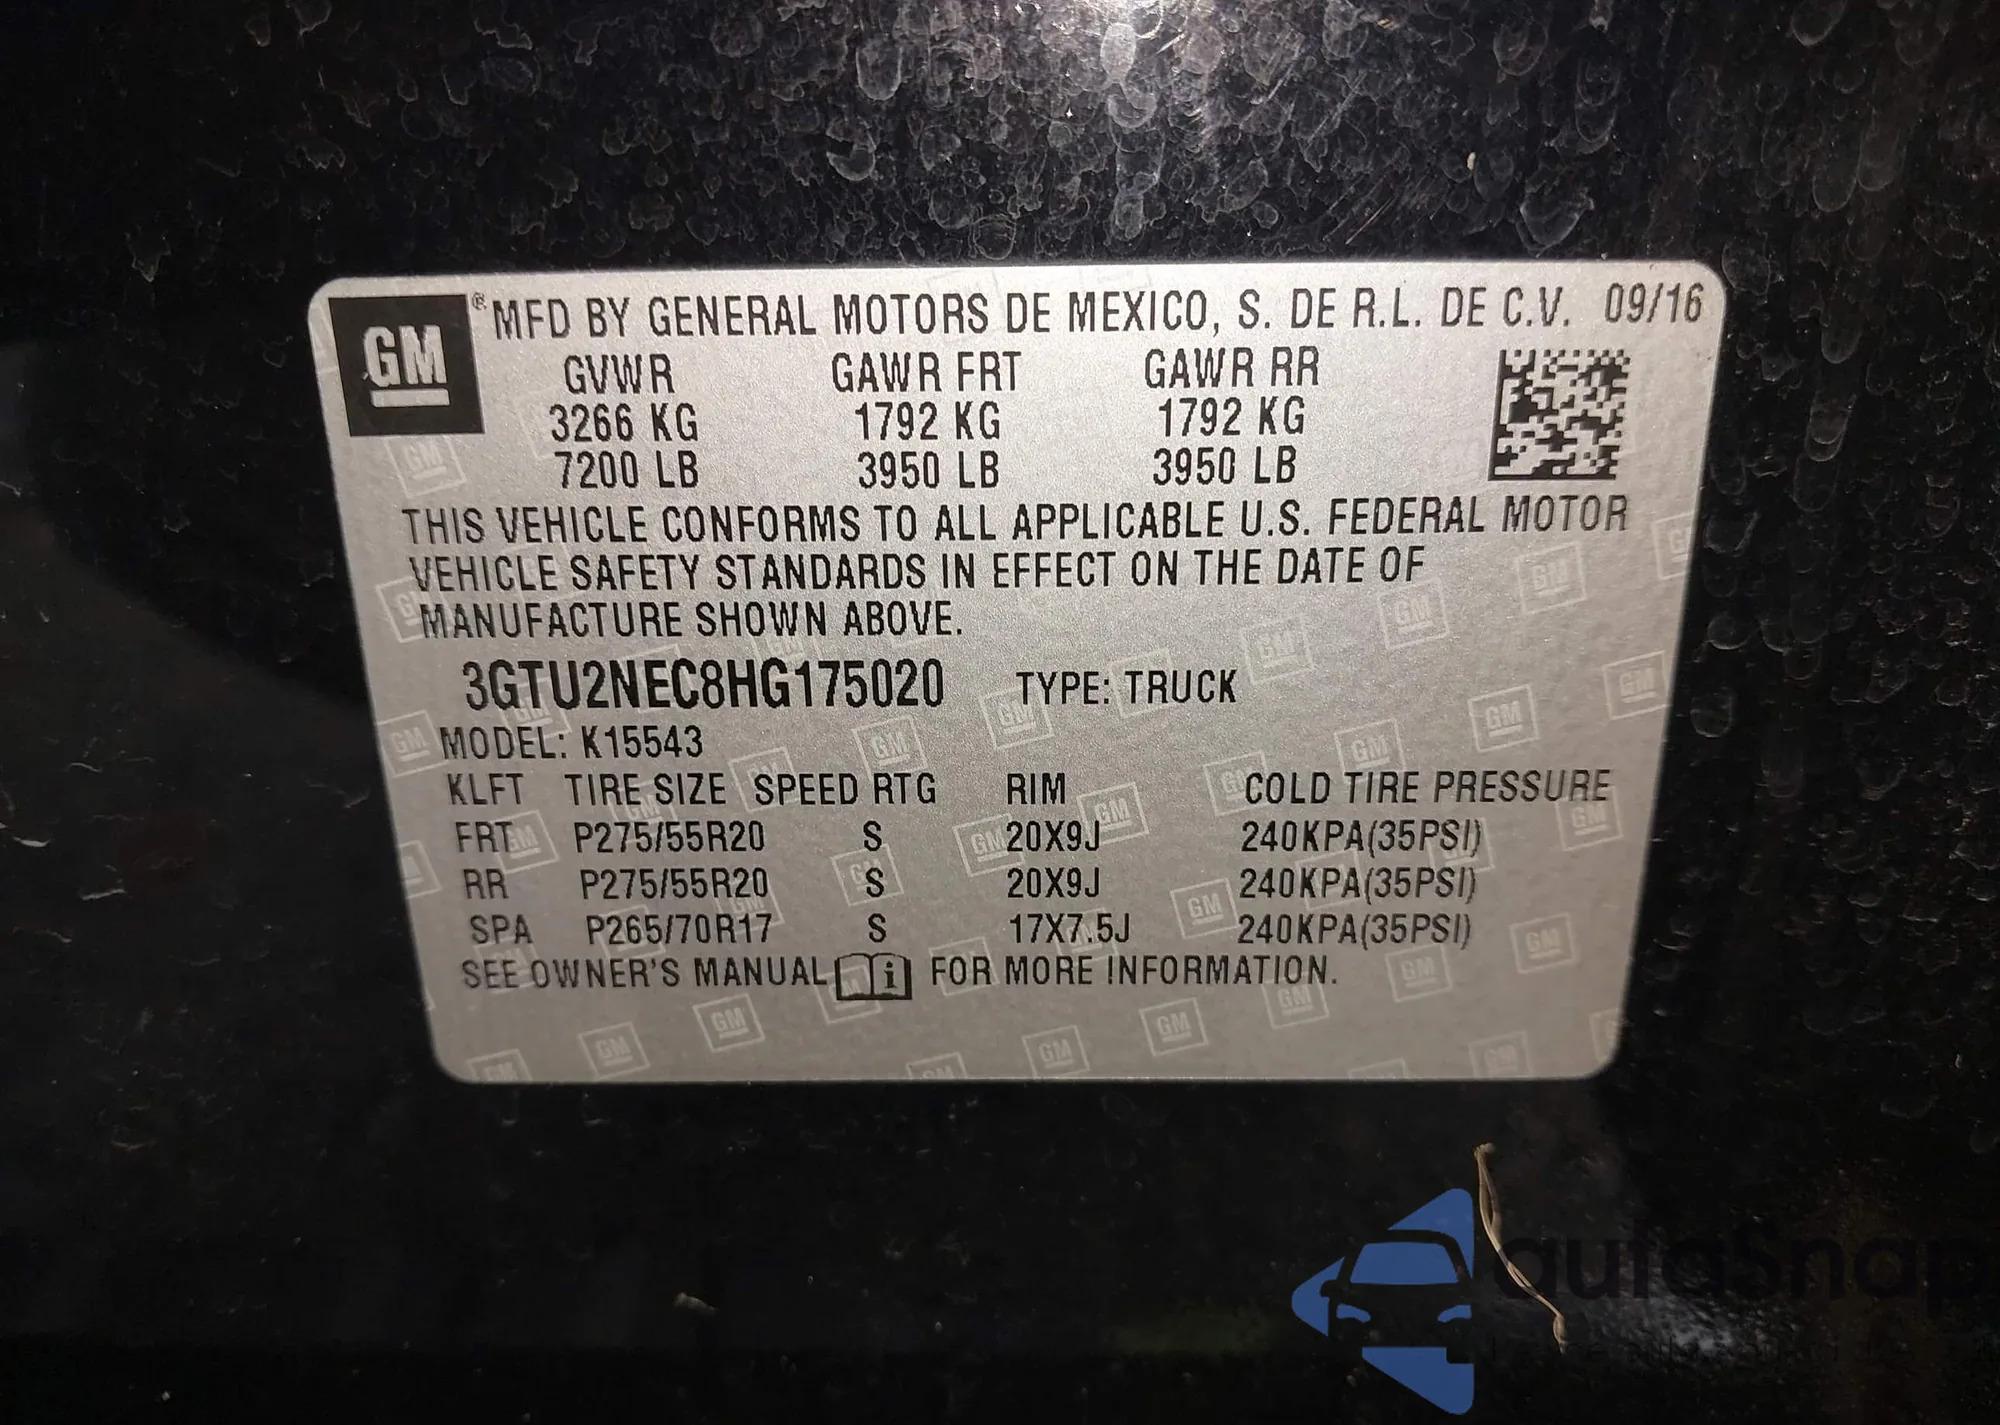 GM ® MFD BY GENERAL MOTORS DE MEXICO, S. DE R.L. DE C.V. 09/16
GVWR GAWR FRT GAWR RR
3266 KG 1792 KG 1792 KG
7200 LB 3950 LB 3950 LB
THIS VEHICLE CONFORMS TO ALL APPLICABLE U.S. FEDERAL MOTOR
VEHICLE SAFETY STANDARDS IN EFFECT ON THE DATE OF
MANUFACTURE SHOWN ABOVE.
3GTU2NEC8HG175020 TYPE: TRUCK
MODEL: K15543
KLFT TIRE SIZE SPEED RTG RIM COLD TIRE PRESSURE
FRT P275/55R20 S 20X9J 240KPA(35PSI)
RR P275/55R20 S 20X9J 240KPA(35PSI)
SPA P265/70R17 S 17X7.5J 240KPA(35PSI)
SEE OWNER'S MANUAL i FOR MORE INFORMATION.
autoSnap